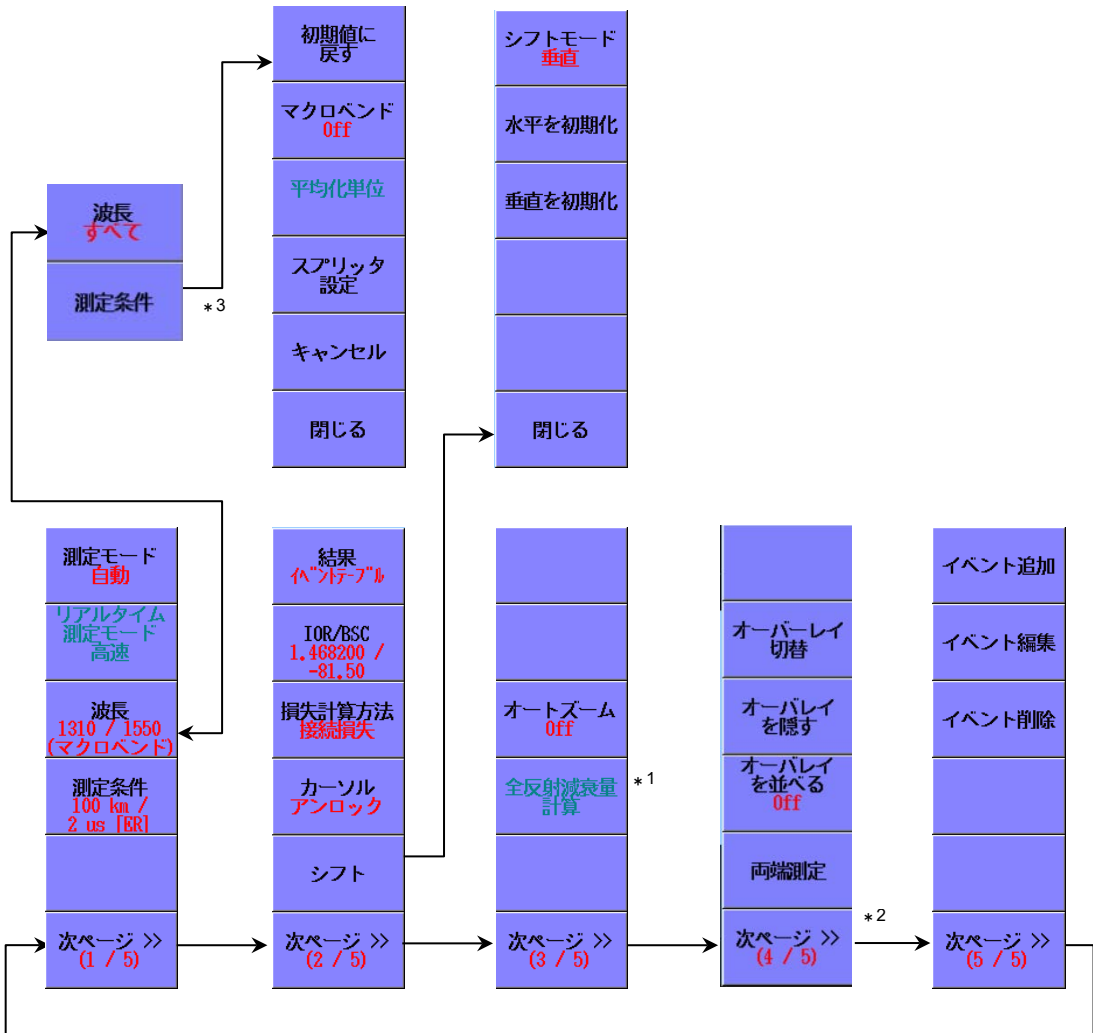 初期値に
戻す
マクロベンド
Off
平均化単位
スプリッタ
設定
キャンセル
閉じる
シフトモード
垂直
水平を初期化
垂直を初期化
閉じる
波長
すべて
測定条件
*3
測定モード
自動
リアルタイム
測定モード
高速
波長
1310 / 1550
(マクロベンド)
測定条件
100 km /
2 us [ER]
次ページ >>
(1 / 5)
結果
イベントテーブル
IOR/BSC
1.468200 /
-81.50
損失計算方法
接続損失
カーソル
アンロック
シフト
次ページ >>
(2 / 5)
オートズーム
Off
全反射減衰量
計算
*1
次ページ >>
(3 / 5)
オーバーレイ
切替
オーバレイ
を隠す
オーバレイ
を並べる
Off
両端測定
次ページ >>
(4 / 5)
*2
イベント追加
イベント編集
イベント削除
次ページ >>
(5 / 5)